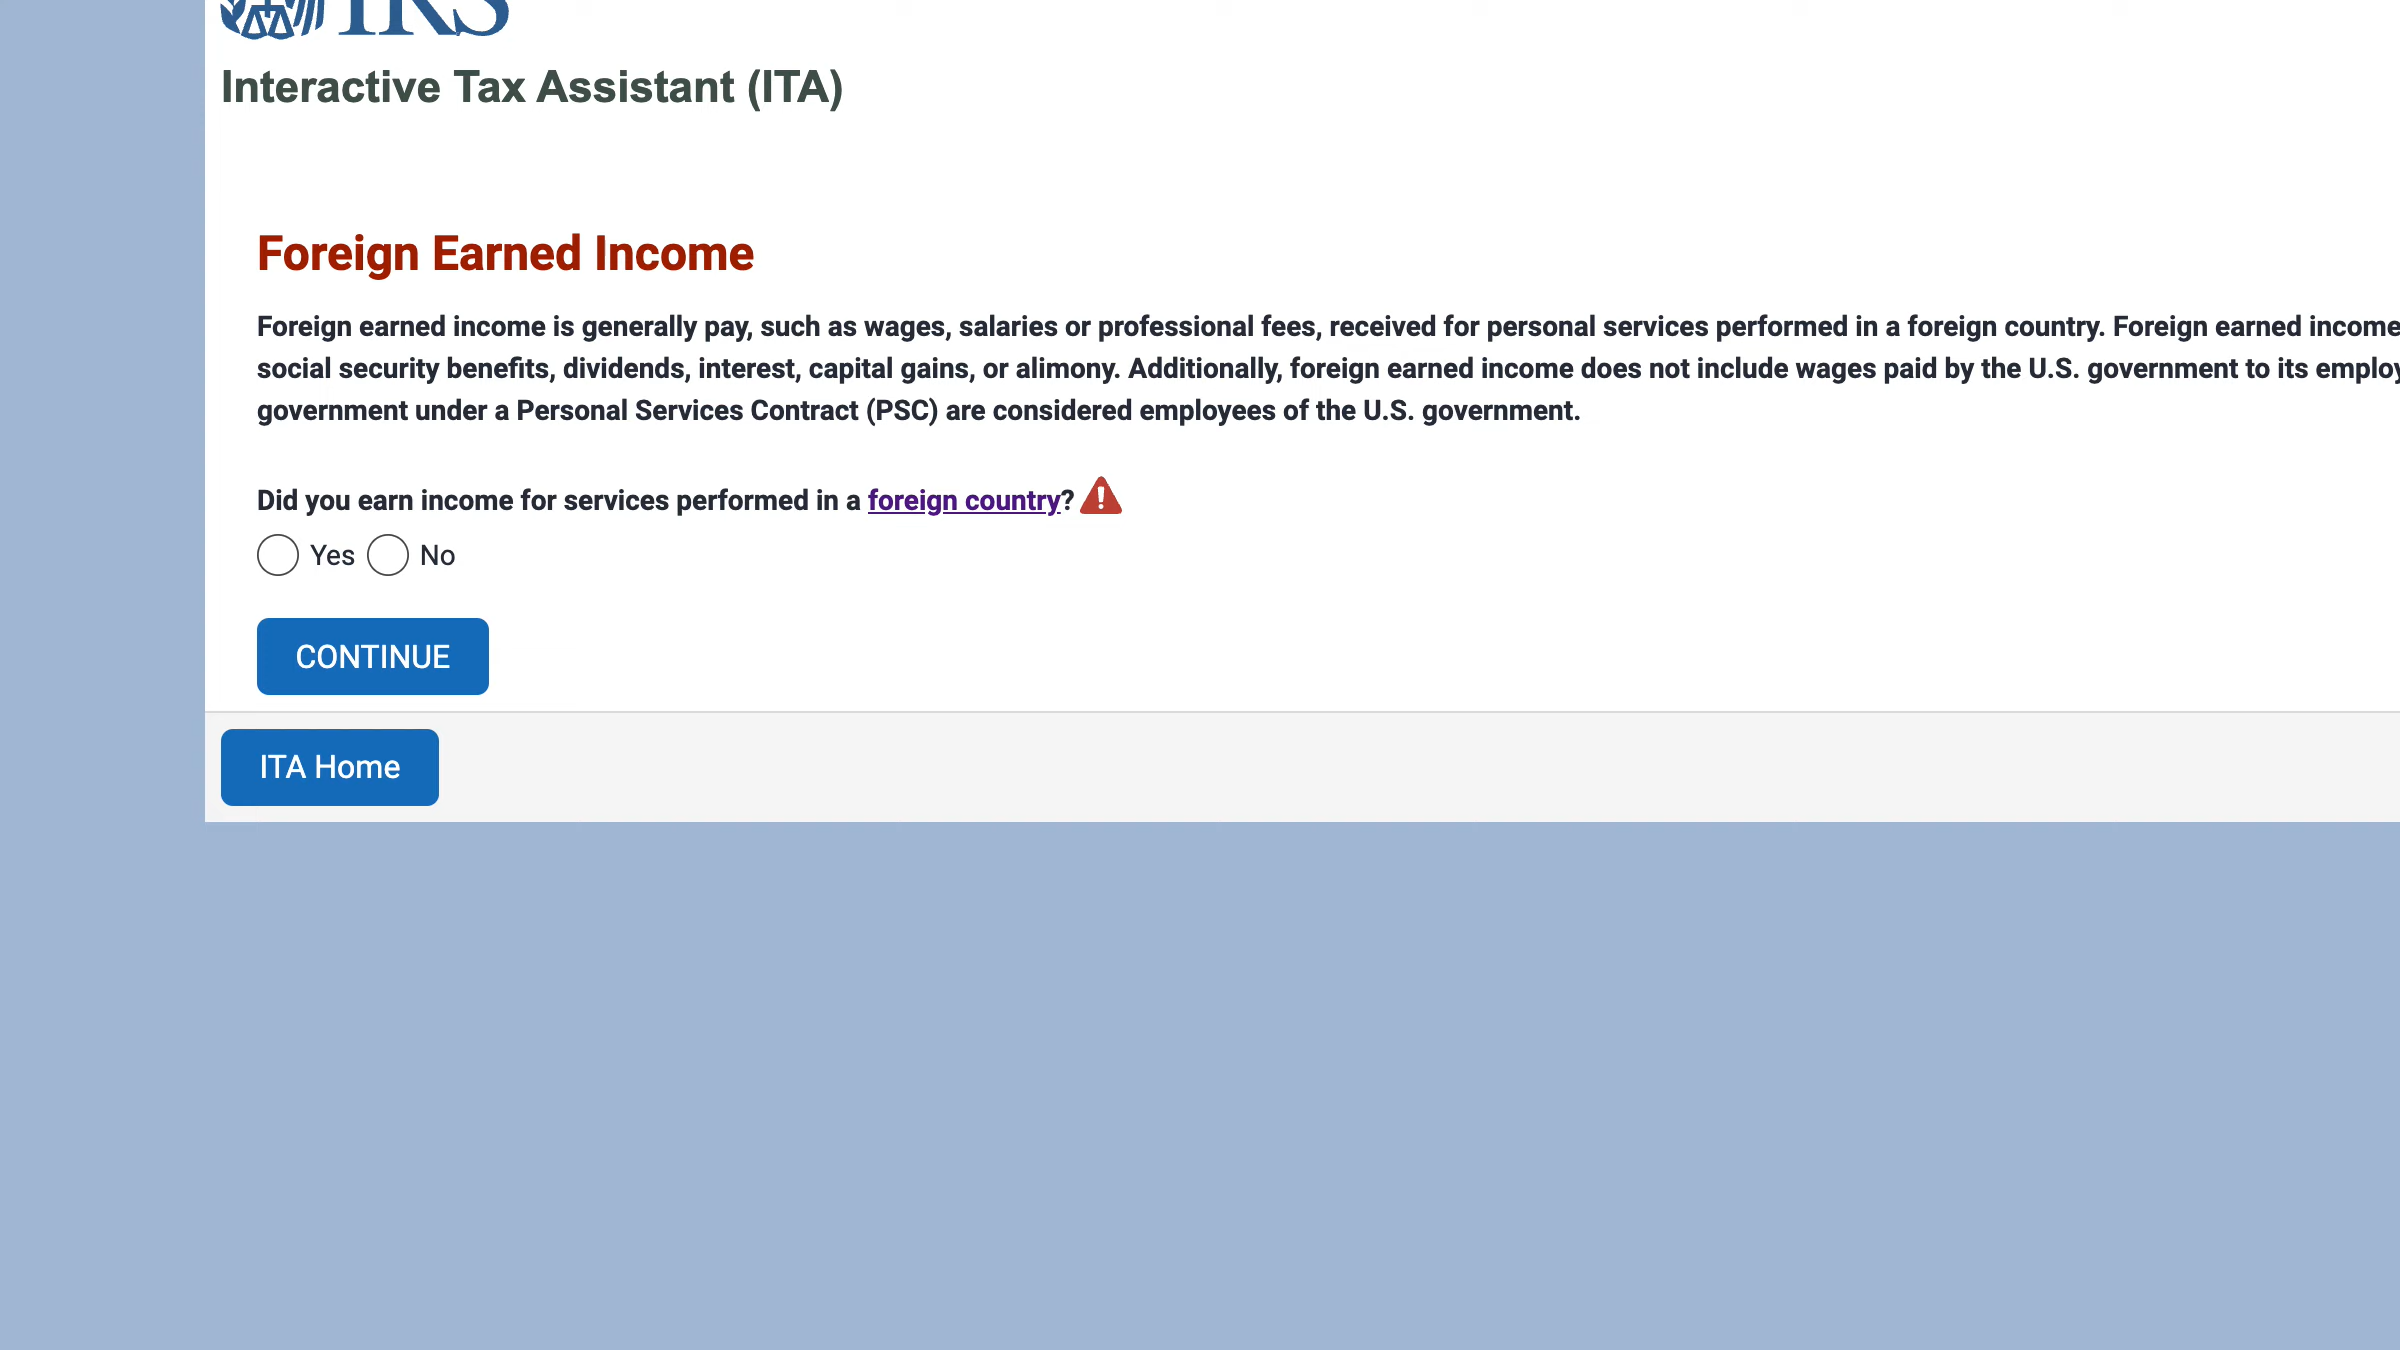 IRS
Interactive Tax Assistant (ITA)
Foreign Earned Income
Foreign earned income is generally pay, such as wages, salaries or professional fees, received for personal services performed in a foreign country. Foreign earned income
social security benefits, dividends, interest, capital gains, or alimony. Additionally, foreign earned income does not include wages paid by the U.S. government to its employ
government under a Personal Services Contract (PSC) are considered employees of the U.S. government.
Did you earn income for services performed in a foreign country?
Yes No
CONTINUE
ITA Home